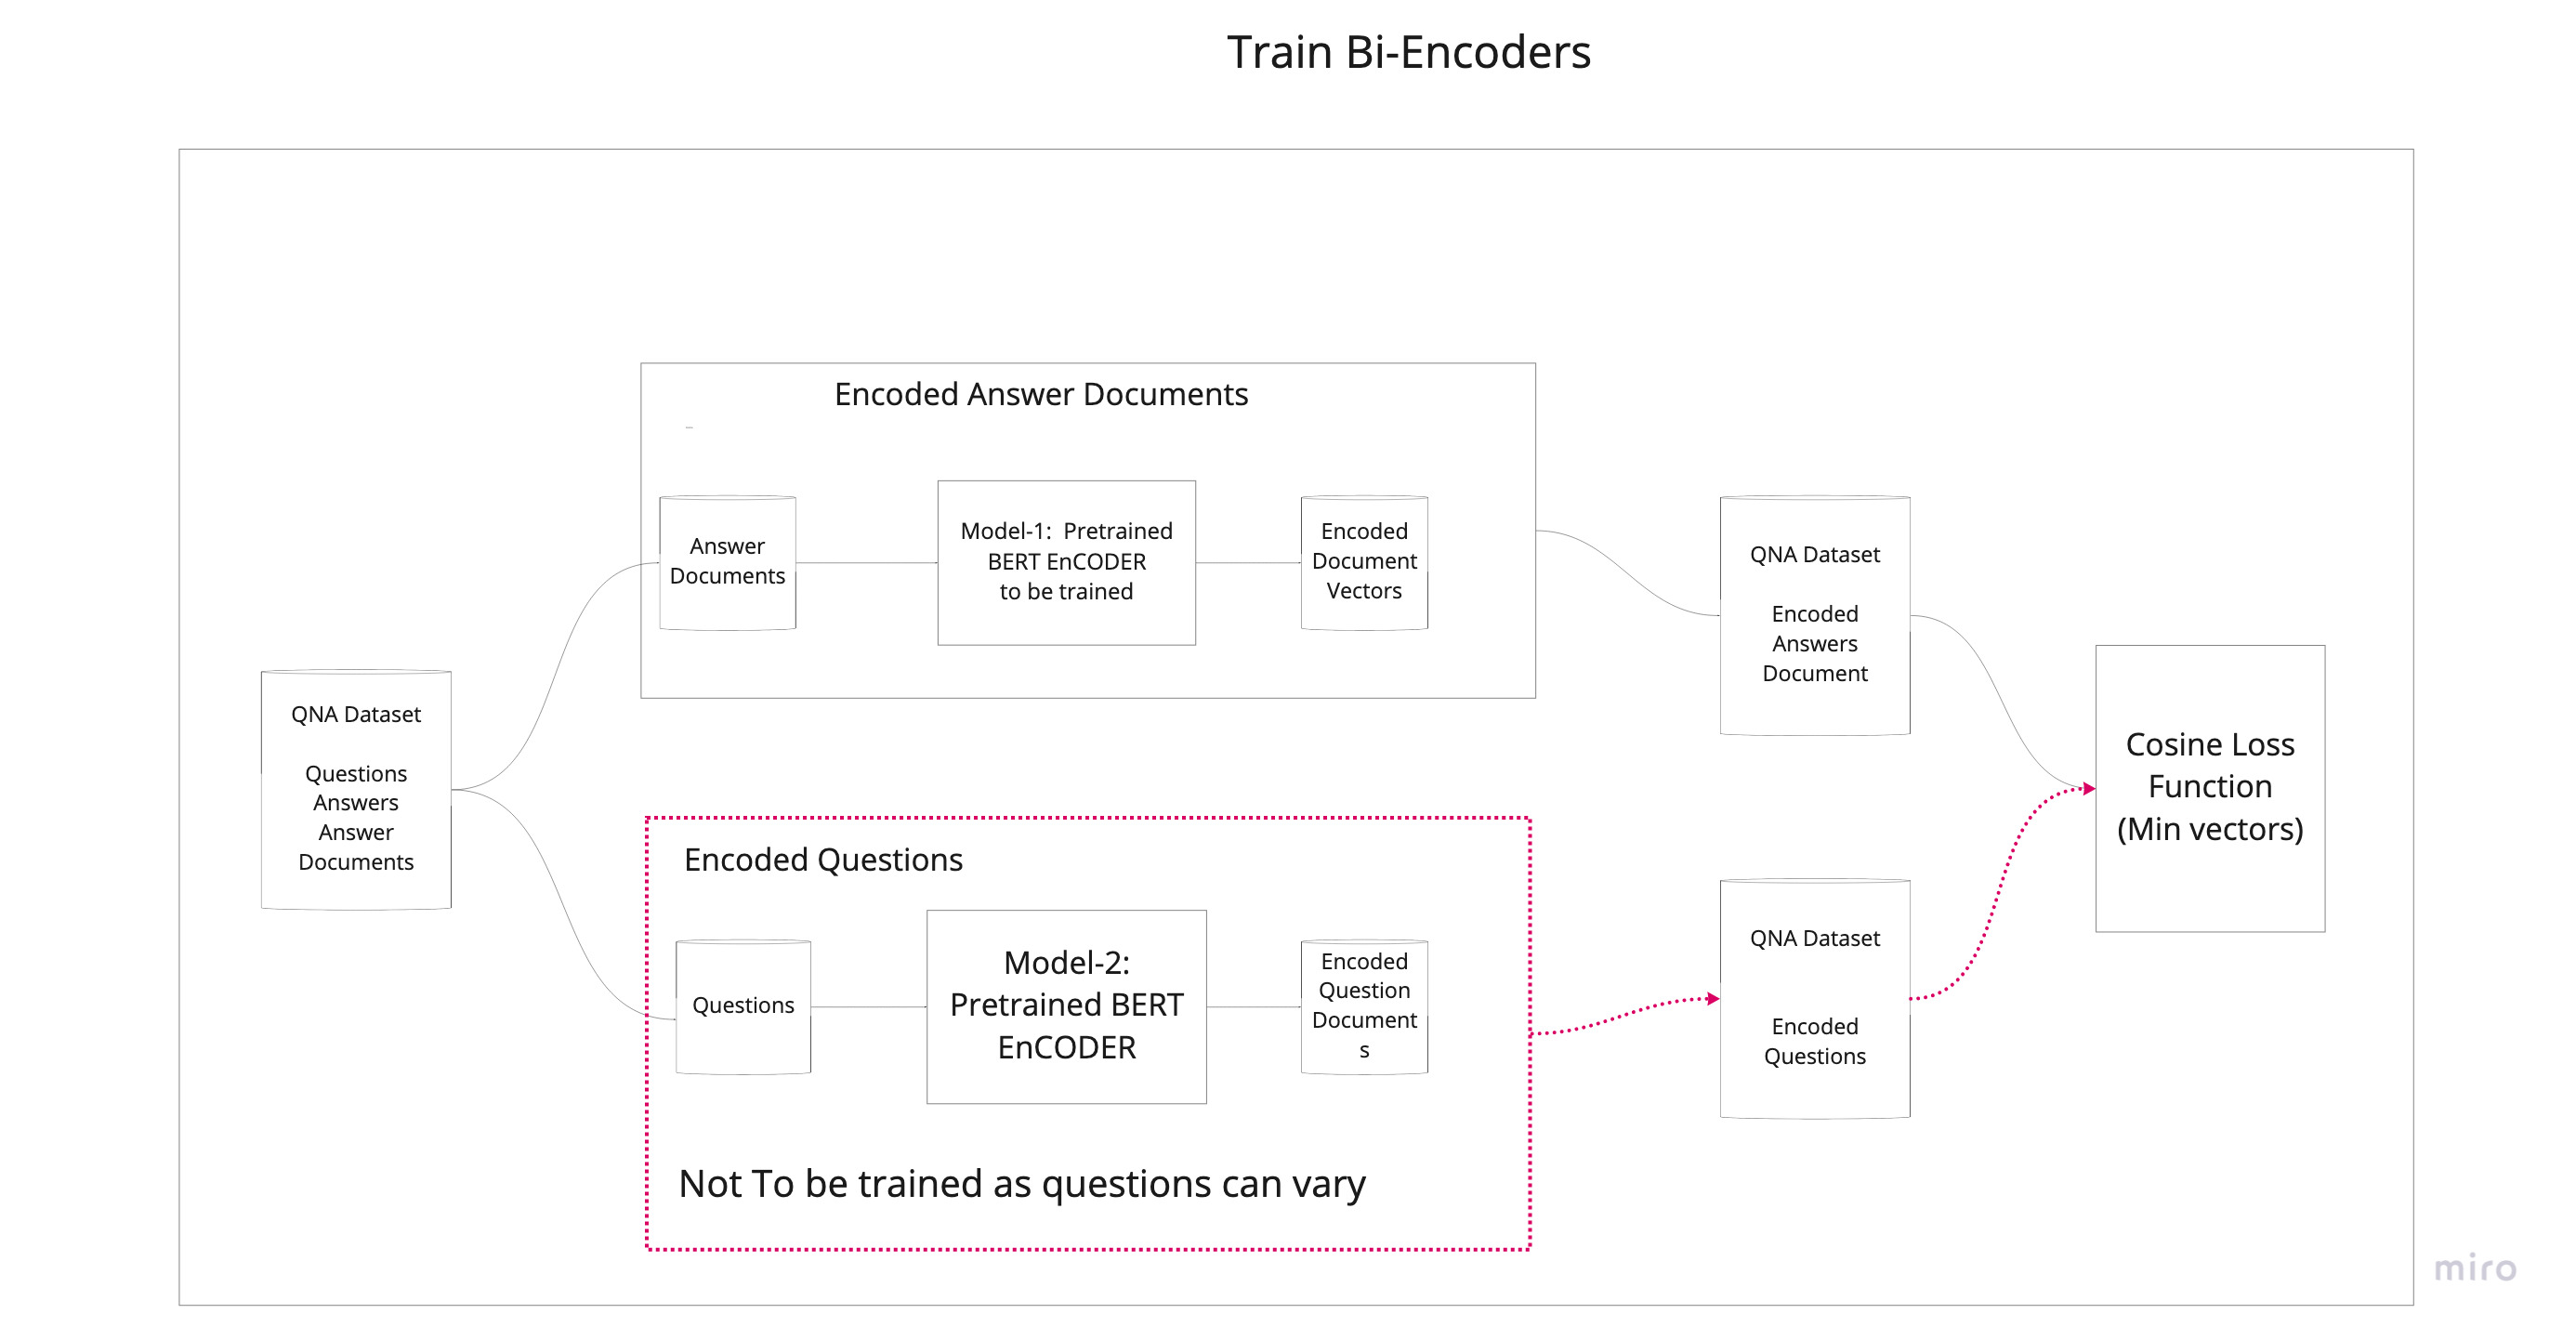 Train Bi-Encoders
Encoded Answer Documents
Answer
Documents
Model-1:  Pretrained
BERT EnCODER
to be trained
Encoded
Document
Vectors
QNA Dataset
Encoded
Answers
Document
QNA Dataset
Questions
Answers
Answer
Documents
Cosine Loss
Function
(Min vectors)
Encoded Questions
Questions
Model-2:
Pretrained BERT
EnCODER
Encoded
Question
Document
s
QNA Dataset
Encoded
Questions
Not To be trained as questions can vary
miro